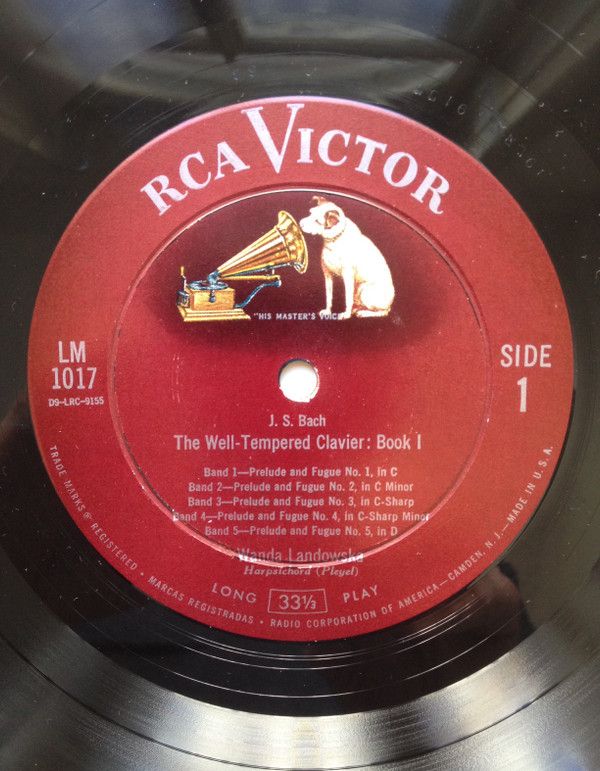 RCA VICTOR
"HIS MASTER'S VOICE"
LM
1017
D9-LRC-9155
SIDE
1
J. S. Bach
The Well-Tempered Clavier: Book I
Band 1—Prelude and Fugue No. 1, in C
Band 2—Prelude and Fugue No. 2, in C Minor
Band 3—Prelude and Fugue No. 3, in C-Sharp
Band 4—Prelude and Fugue No. 4, in C-Sharp Minor
Band 5—Prelude and Fugue No. 5, in D
Wanda Landowska
Harpsichord (Pleyel)
LONG 33⅓ PLAY
TRADE MARKS ® REGISTERED • MARCAS REGISTRADAS • RADIO CORPORATION OF AMERICA—CAMDEN, N. J.—MADE IN U. S. A.